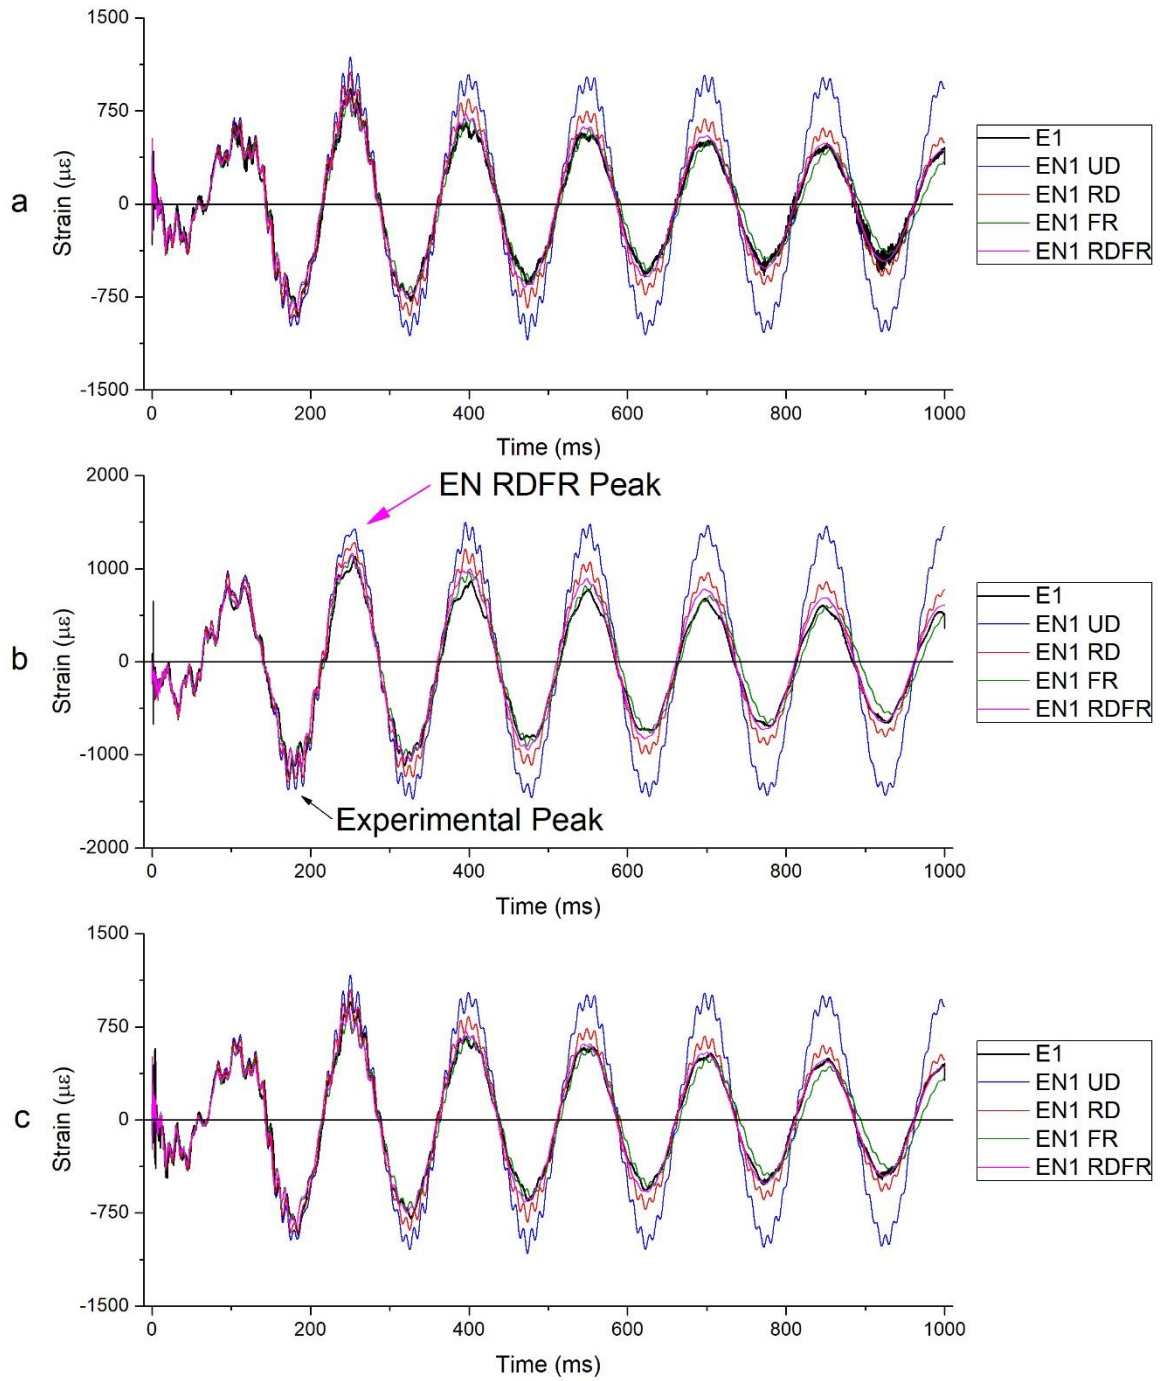 a
Strain (με)
1500
750
0
-750
-1500
0 200 400 600 800 1000
Time (ms)
E1
EN1 UD
EN1 RD
EN1 FR
EN1 RDFR
b
Strain (με)
2000
1000
0
-1000
-2000
EN RDFR Peak
Experimental Peak
0 200 400 600 800 1000
Time (ms)
E1
EN1 UD
EN1 RD
EN1 FR
EN1 RDFR
c
Strain (με)
1500
750
0
-750
-1500
0 200 400 600 800 1000
Time (ms)
E1
EN1 UD
EN1 RD
EN1 FR
EN1 RDFR